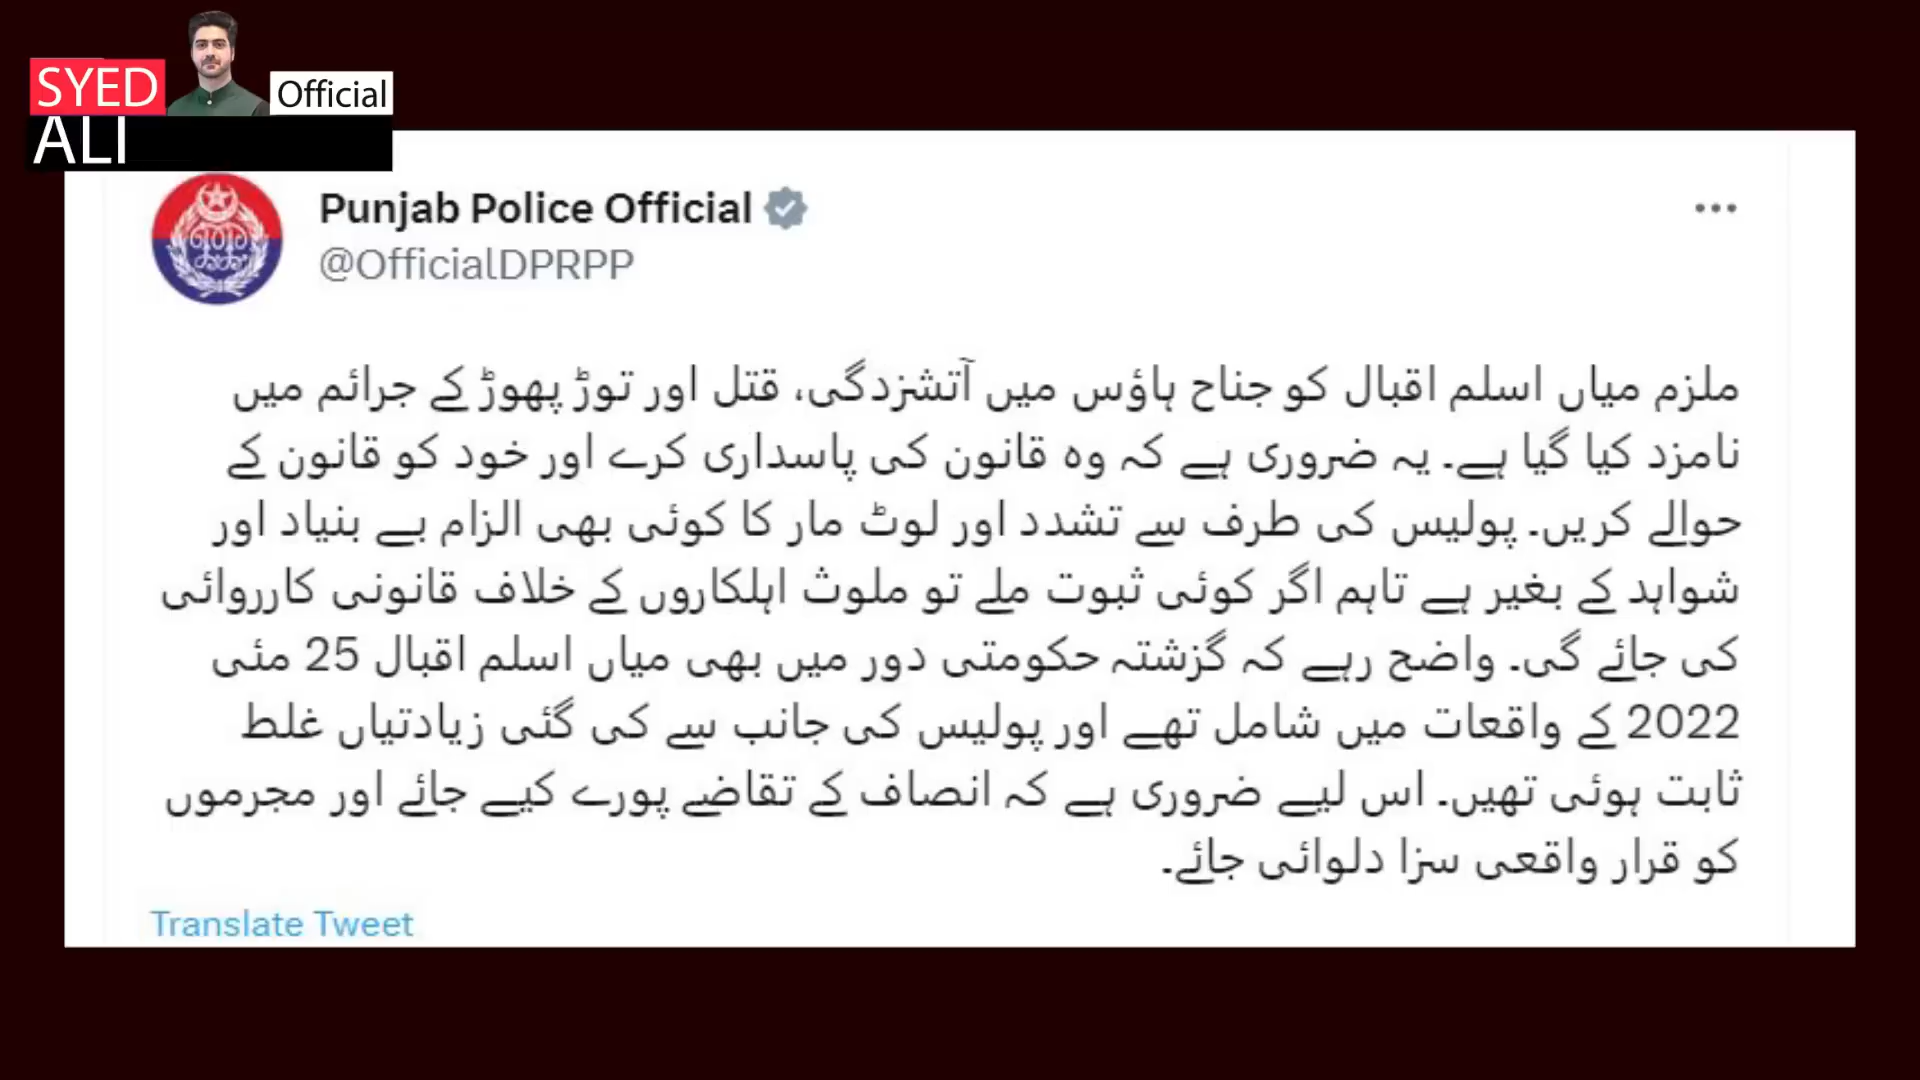 SYED
Official
ALI
Punjab Police Official
@OfficialDPRPP
ملزم میاں اسلم اقبال کو جناح ہاؤس میں آتشزدگی، قتل اور توڑ پھوڑ کے جرائم میں
نامزد کیا گیا ہے۔ یہ ضروری ہے کہ وہ قانون کی پاسداری کرے اور خود کو قانون کے
حوالے کریں۔ پولیس کی طرف سے تشدد اور لوٹ مار کا کوئی بھی الزام بے بنیاد اور
شواہد کے بغیر ہے تاہم اگر کوئی ثبوت ملے تو ملوث اہلکاروں کے خلاف قانونی کارروائی
کی جائے گی۔ واضح رہے کہ گزشتہ حکومتی دور میں بھی میاں اسلم اقبال 25 مئی
2022 کے واقعات میں شامل تھے اور پولیس کی جانب سے کی گئی زیادتیاں غلط
ثابت ہوئی تھیں۔ اس لیے ضروری ہے کہ انصاف کے تقاضے پورے کیے جائے اور مجرموں
کو قرار واقعی سزا دلوائی جائے۔
Translate Tweet